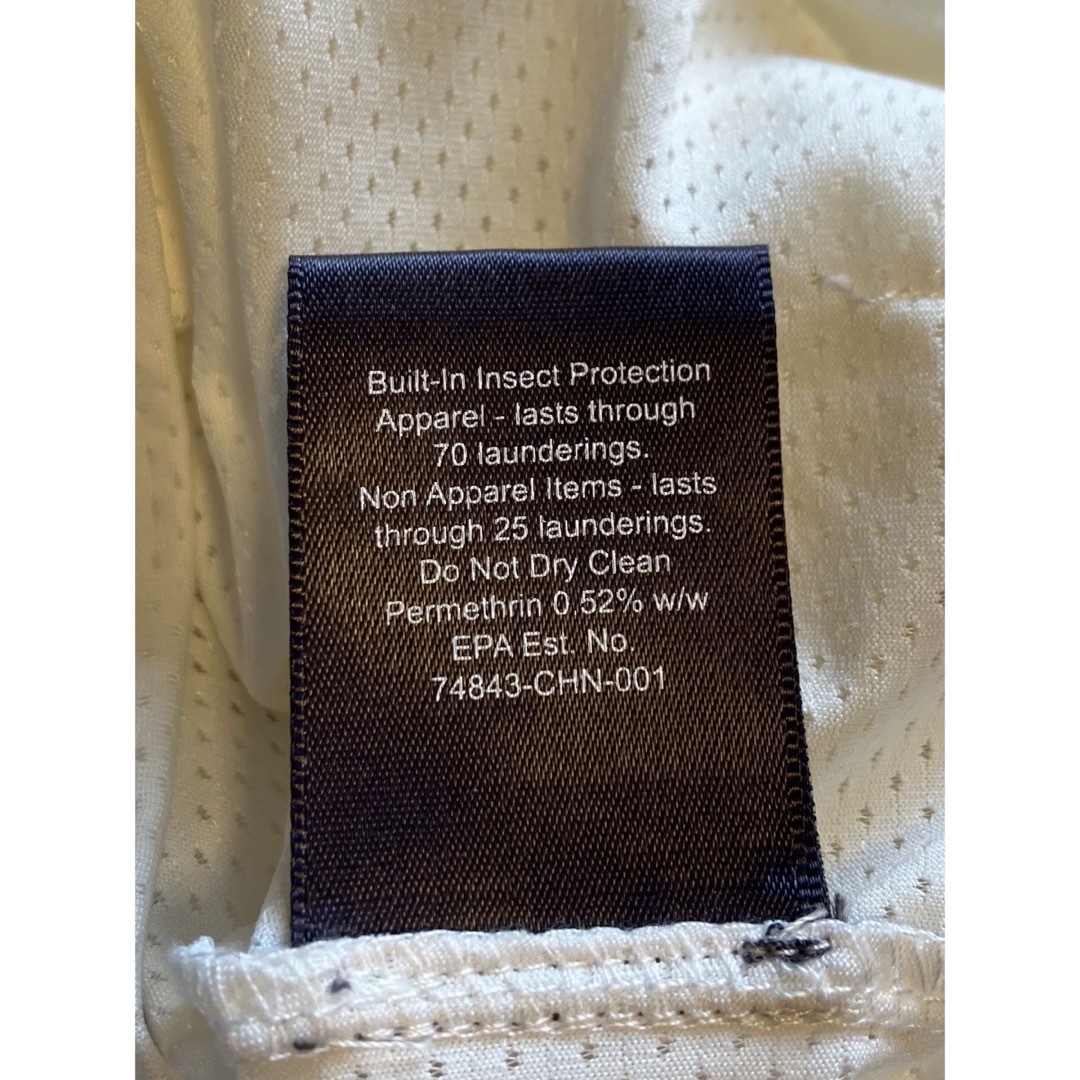 Built-In Insect Protection
Apparel - lasts through
70 launderings.
Non Apparel Items - lasts
through 25 launderings.
Do Not Dry Clean
Permethrin 0.52% w/w
EPA Est. No.
74843-CHN-001